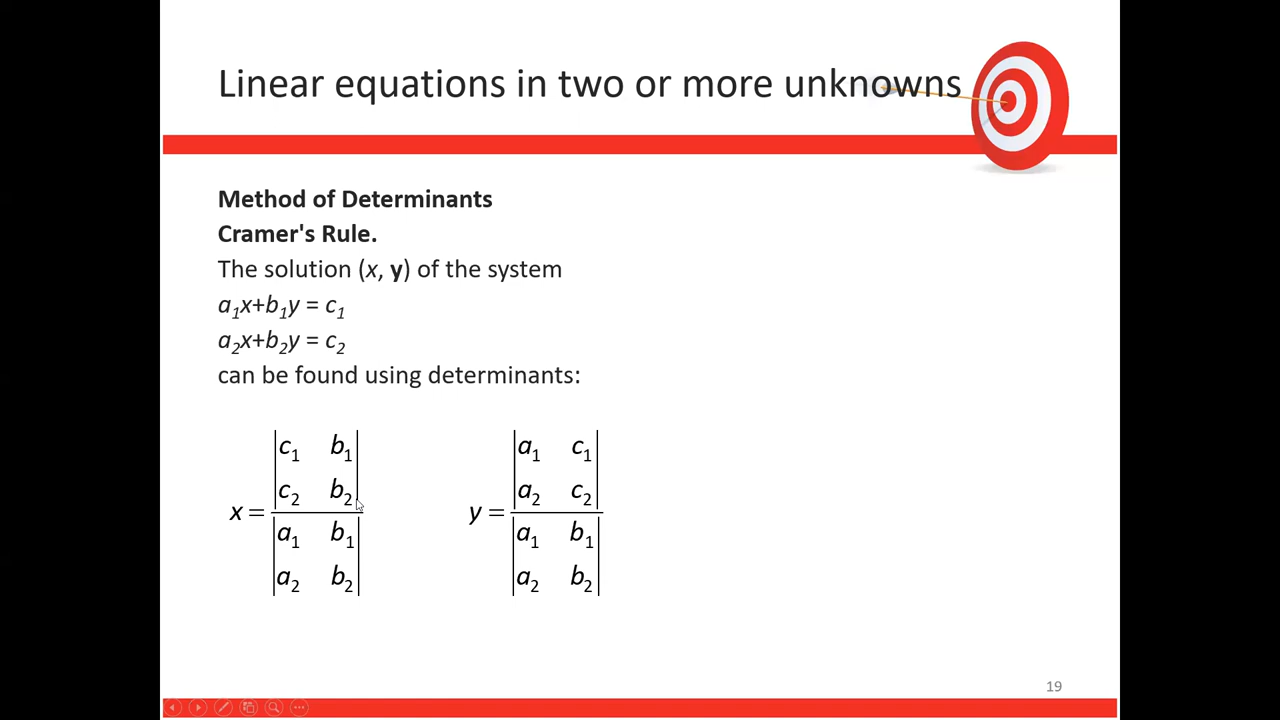 Linear equations in two or more unknowns
Method of Determinants
Cramer's Rule.
The solution (x, y) of the system
a₁x+b₁y = c₁
a₂x+b₂y = c₂
can be found using determinants:
c₁ b₁
c₂ b₂
x =
a₁ b₁
a₂ b₂
a₁ c₁
a₂ c₂
y =
a₁ b₁
a₂ b₂
19